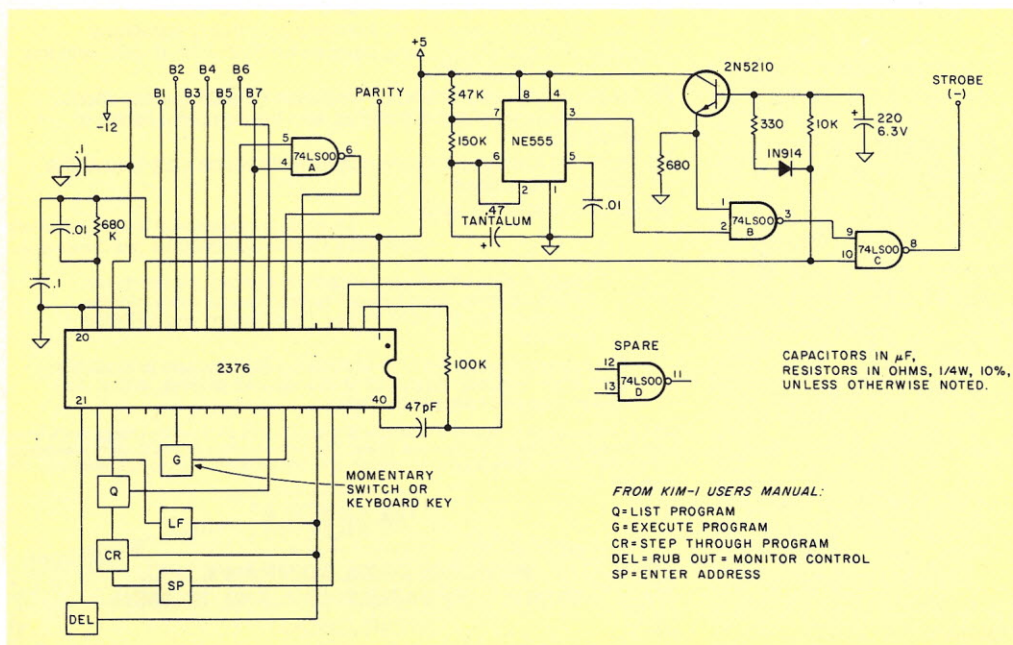 +5
B2
B4
B6
B1
B3
B5
B7
PARITY
2N5210
STROBE
(-)
-12
.1
5
4
74LS00
A
6
47K
7
150K
6
8
4
NE555
3
5
2
1
.47
TANTALUM
+
.01
680
330
10K
1N914
+
220
6.3V
1
2
74LS00
B
3
9
10
74LS00
C
8
.01
680
K
.1
20
1
2376
21
40
100K
47pF
SPARE
12
13
74LS00
D
11
CAPACITORS IN µF,
RESISTORS IN OHMS, 1/4W, 10%,
UNLESS OTHERWISE NOTED.
G
MOMENTARY
SWITCH OR
KEYBOARD KEY
Q
LF
CR
SP
DEL
FROM KIM-1 USERS MANUAL:
Q=LIST PROGRAM
G=EXECUTE PROGRAM
CR=STEP THROUGH PROGRAM
DEL=RUB OUT=MONITOR CONTROL
SP=ENTER ADDRESS